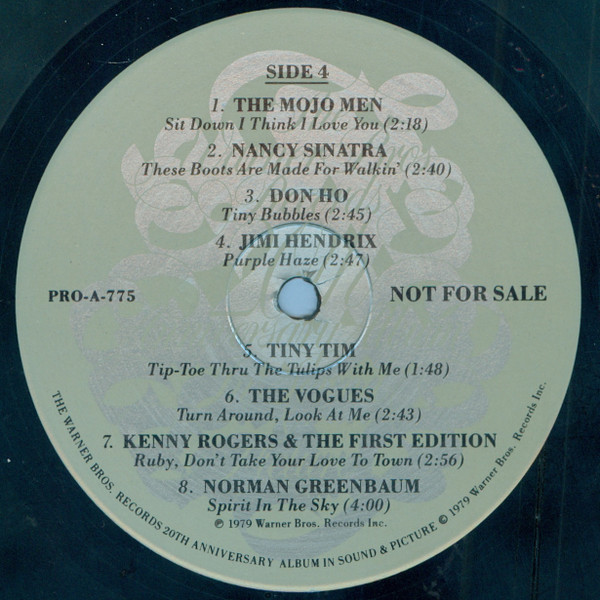 SIDE 4
1. THE MOJO MEN
Sit Down I Think I Love You (2:18)
2. NANCY SINATRA
These Boots Are Made For Walkin' (2:40)
3. DON HO
Tiny Bubbles (2:45)
4. JIMI HENDRIX
Purple Haze (2:47)
PRO-A-775
NOT FOR SALE
5. TINY TIM
Tip-Toe Thru The Tulips With Me (1:48)
6. THE VOGUES
Turn Around, Look At Me (2:43)
7. KENNY ROGERS & THE FIRST EDITION
Ruby, Don't Take Your Love To Town (2:56)
8. NORMAN GREENBAUM
Spirit In The Sky (4:00)
℗ 1979 Warner Bros. Records Inc.
THE WARNER BROS. RECORDS 20TH ANNIVERSARY ALBUM IN SOUND & PICTURE © 1979 Warner Bros. Records Inc.